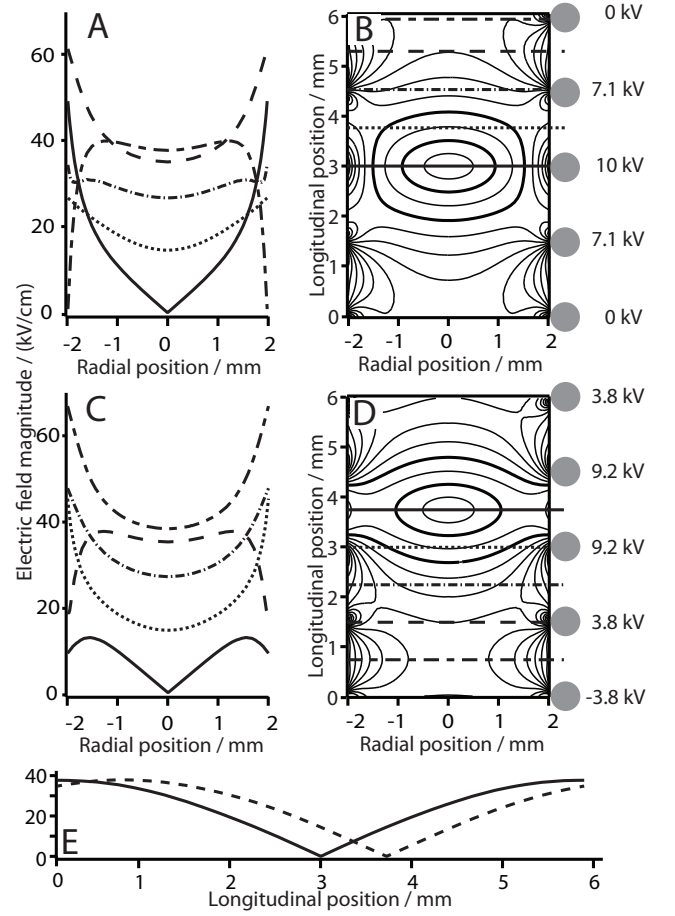 A
60
40
20
0
-2 -1 0 1 2
Radial position / mm
B
6
5
4
3
2
1
0
-2 -1 0 1 2
Radial position / mm
Longitudinal position / mm
0 kV
7.1 kV
10 kV
7.1 kV
0 kV
Electric field magnitude / (kV/cm)
C
60
40
20
0
-2 -1 0 1 2
Radial position / mm
D
6
5
4
3
2
1
0
-2 -1 0 1 2
Radial position / mm
Longitudinal position / mm
3.8 kV
9.2 kV
9.2 kV
3.8 kV
-3.8 kV
40
20
0
E
0 1 2 3 4 5 6
Longitudinal position / mm